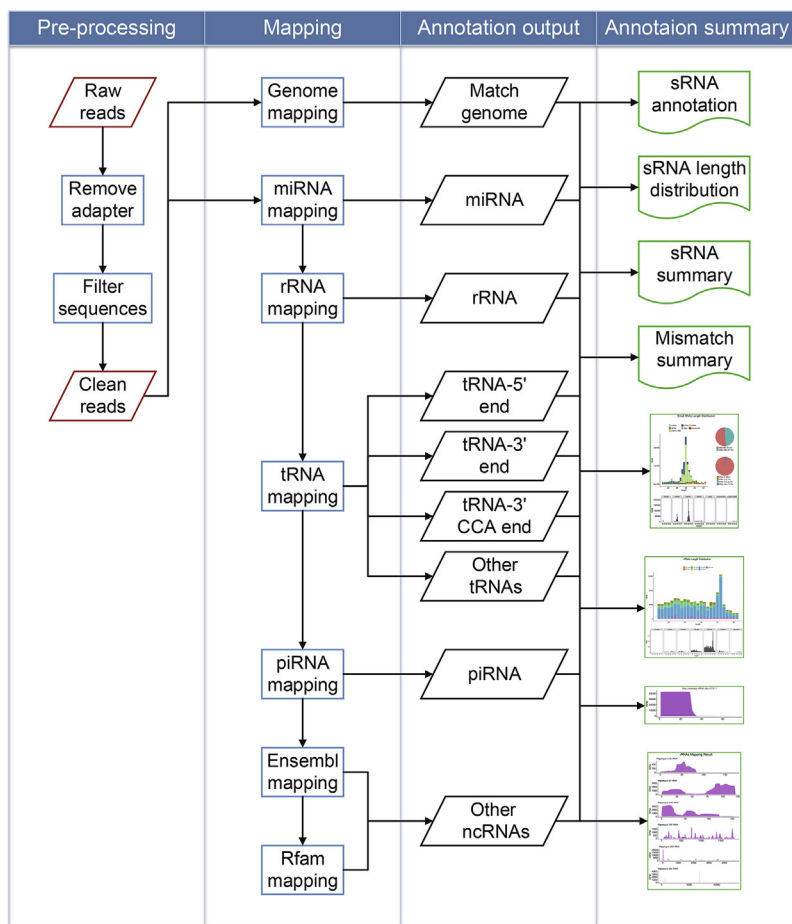 Pre-processing
Mapping
Annotation output
Annotaion summary
Raw
reads
Remove
adapter
Filter
sequences
Clean
reads
Genome
mapping
miRNA
mapping
rRNA
mapping
tRNA
mapping
piRNA
mapping
Ensembl
mapping
Rfam
mapping
Match
genome
miRNA
rRNA
tRNA-5'
end
tRNA-3'
end
tRNA-3'
CCA end
Other
tRNAs
piRNA
Other
ncRNAs
sRNA
annotation
sRNA length
distribution
sRNA
summary
Mismatch
summary
rRNAs Mapping Result